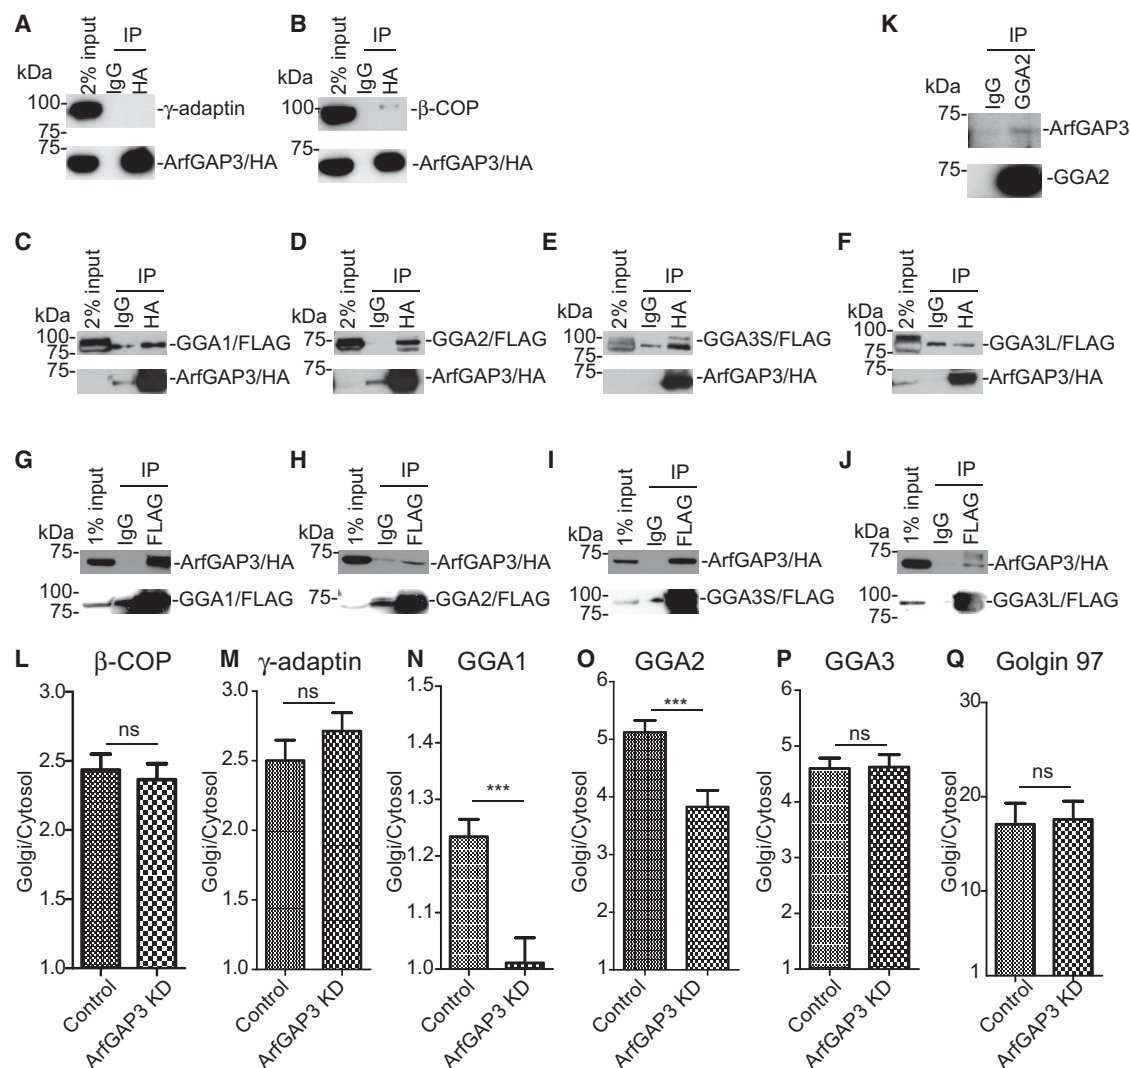 A
2% input
IgG
HA
IP
kDa
100-
75-
75-
-γ-adaptin
-ArfGAP3/HA
B
2% input
IgG
HA
IP
kDa
100-
75-
75-
-β-COP
-ArfGAP3/HA
K
IP
IgG
GGA2
kDa
75-
75-
-ArfGAP3
-GGA2
C
2% input
IgG
HA
IP
kDa
100-
75-
75-
-GGA1/FLAG
-ArfGAP3/HA
D
2% input
IgG
HA
IP
kDa
75-
75-
-GGA2/FLAG
-ArfGAP3/HA
E
2% input
IgG
HA
IP
kDa
100-
75-
75-
-GGA3S/FLAG
-ArfGAP3/HA
F
2% input
IgG
HA
IP
kDa
100-
75-
75-
-GGA3L/FLAG
-ArfGAP3/HA
G
1% input
IgG
FLAG
IP
kDa
75-
100-
75-
-ArfGAP3/HA
-GGA1/FLAG
H
1% input
IgG
FLAG
IP
kDa
75-
75-
-ArfGAP3/HA
-GGA2/FLAG
I
1% input
IgG
FLAG
IP
kDa
75-
100-
75-
-ArfGAP3/HA
-GGA3S/FLAG
J
1% input
IgG
FLAG
IP
kDa
75-
100-
75-
-ArfGAP3/HA
-GGA3L/FLAG
L
β-COP
Golgi/Cytosol
3.0
2.5
2.0
1.5
1.0
ns
Control
ArfGAP3 KD
M
γ-adaptin
Golgi/Cytosol
3.0
2.5
2.0
1.5
1.0
ns
Control
ArfGAP3 KD
N
GGA1
Golgi/Cytosol
1.5
1.4
1.3
1.2
1.1
1.0
***
Control
ArfGAP3 KD
O
GGA2
Golgi/Cytosol
6
5
4
3
2
1
***
Control
ArfGAP3 KD
P
GGA3
Golgi/Cytosol
6
5
4
3
2
1
ns
Control
ArfGAP3 KD
Q
Golgin 97
Golgi/Cytosol
30
20
10
1
ns
Control
ArfGAP3 KD